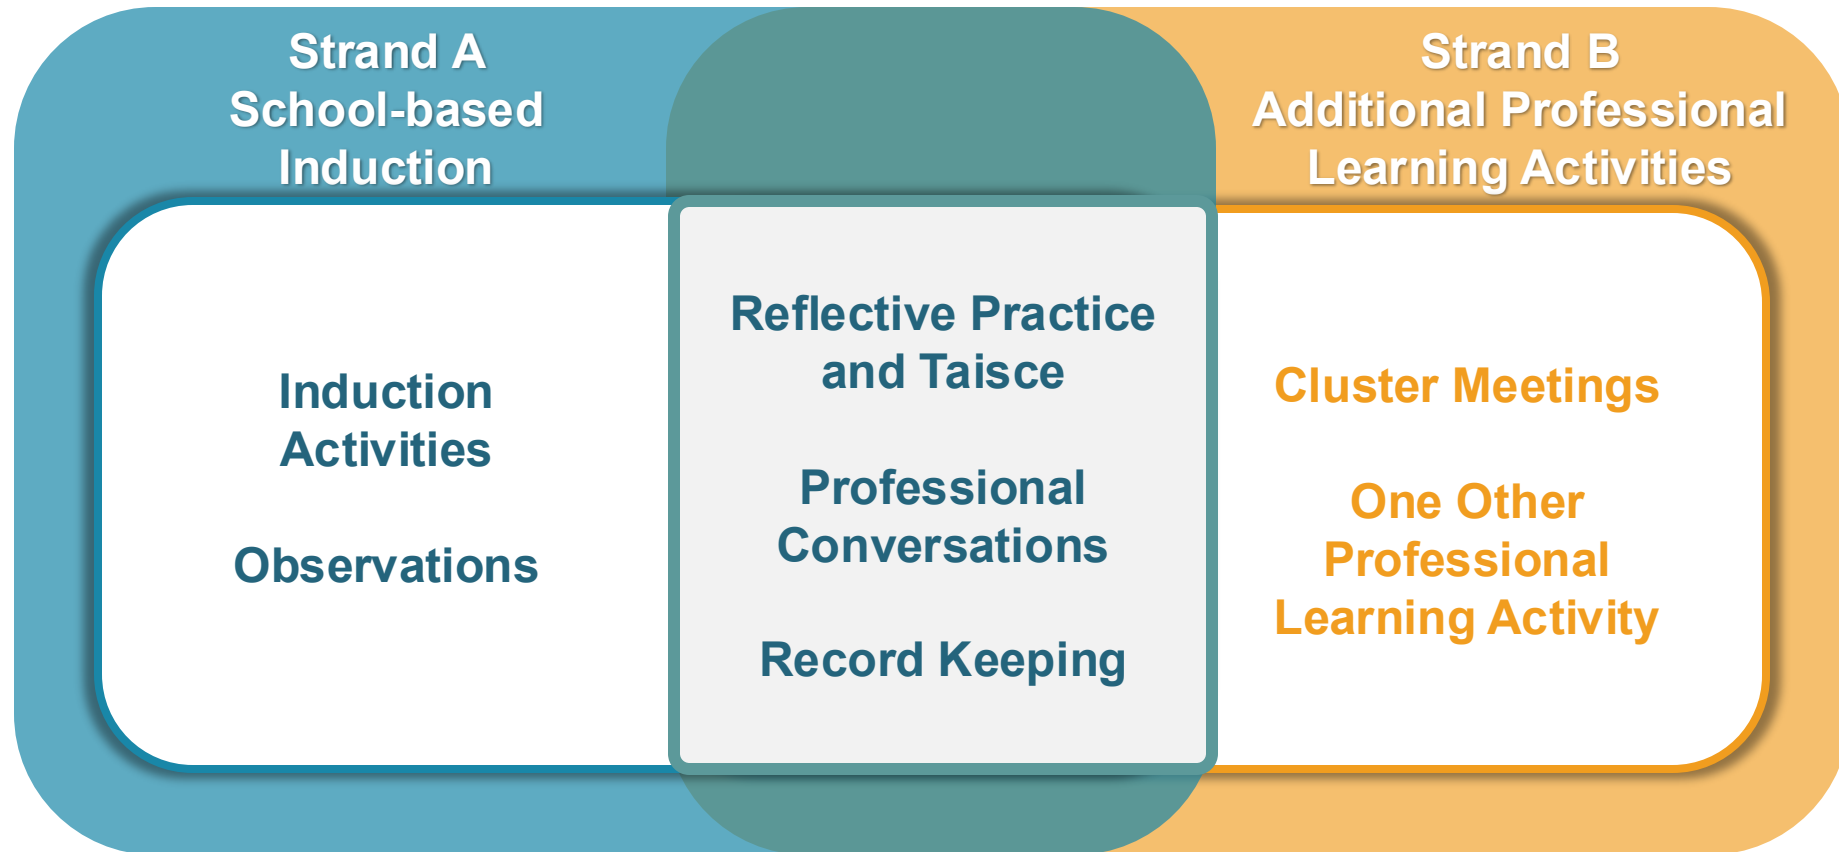 Strand A
School-based
Induction
Induction
Activities
Observations
Reflective Practice
and Taisce
Professional
Conversations
Record Keeping
Strand B
Additional Professional
Learning Activities
Cluster Meetings
One Other
Professional
Learning Activity